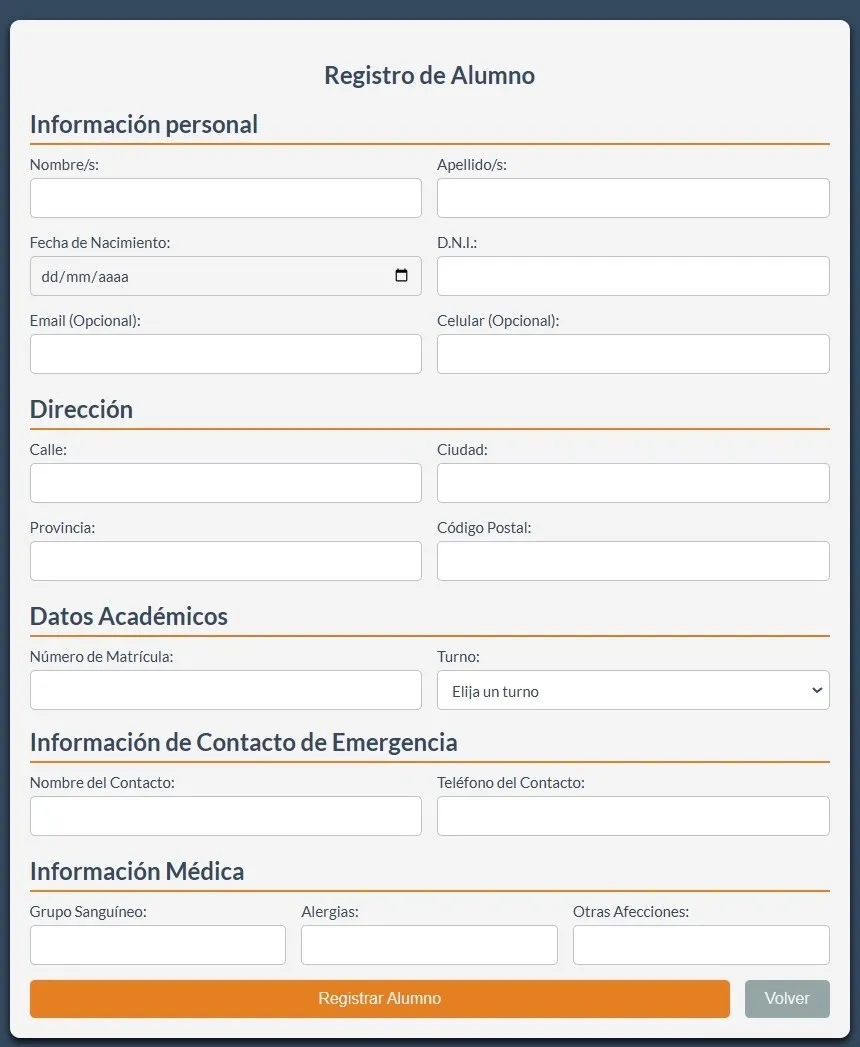 Registro de Alumno
Información personal
Nombre/s:
Apellido/s:
Fecha de Nacimiento:
D.N.I.:
dd/mm/aaaa
Email (Opcional):
Celular (Opcional):
Dirección
Calle:
Ciudad:
Provincia:
Código Postal:
Datos Académicos
Número de Matrícula:
Turno:
Elija un turno
Información de Contacto de Emergencia
Nombre del Contacto:
Teléfono del Contacto:
Información Médica
Grupo Sanguíneo:
Alergias:
Otras Afecciones:
Registrar Alumno
Volver